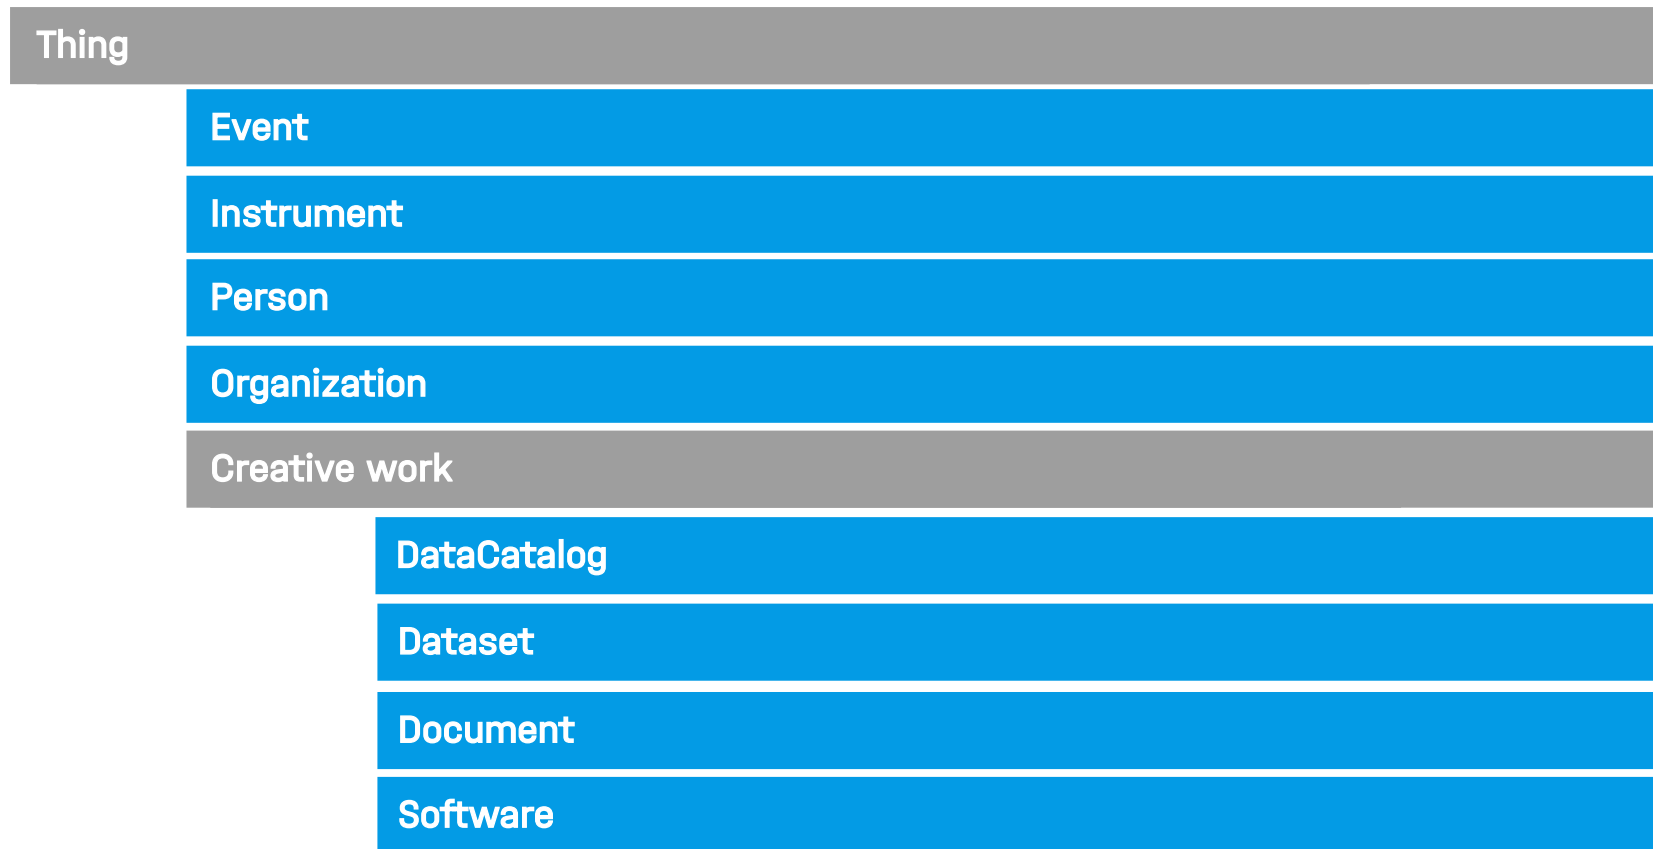 Thing
Event
Instrument
Person
Organization
Creative work
DataCatalog
Dataset
Document
Software